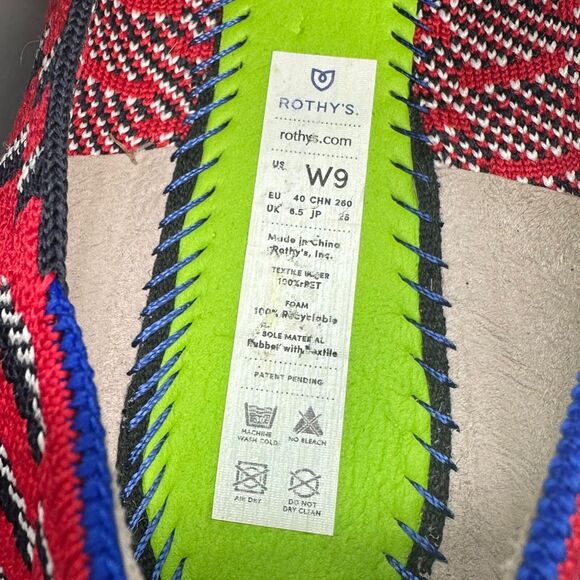 ROTHY'S.
rothys.com
US W9
EU 40 CHN 260
UK 6.5 JP 26
Made in China
Rothy's, Inc.
TEXTILE UPPER
100% rPET
FOAM
100% Recyclable
SOLE MATERIAL
Rubber with Textile
PATENT PENDING
30°
MACHINE WASH COLD
NO BLEACH
AIR DRY
DO NOT DRY CLEAN